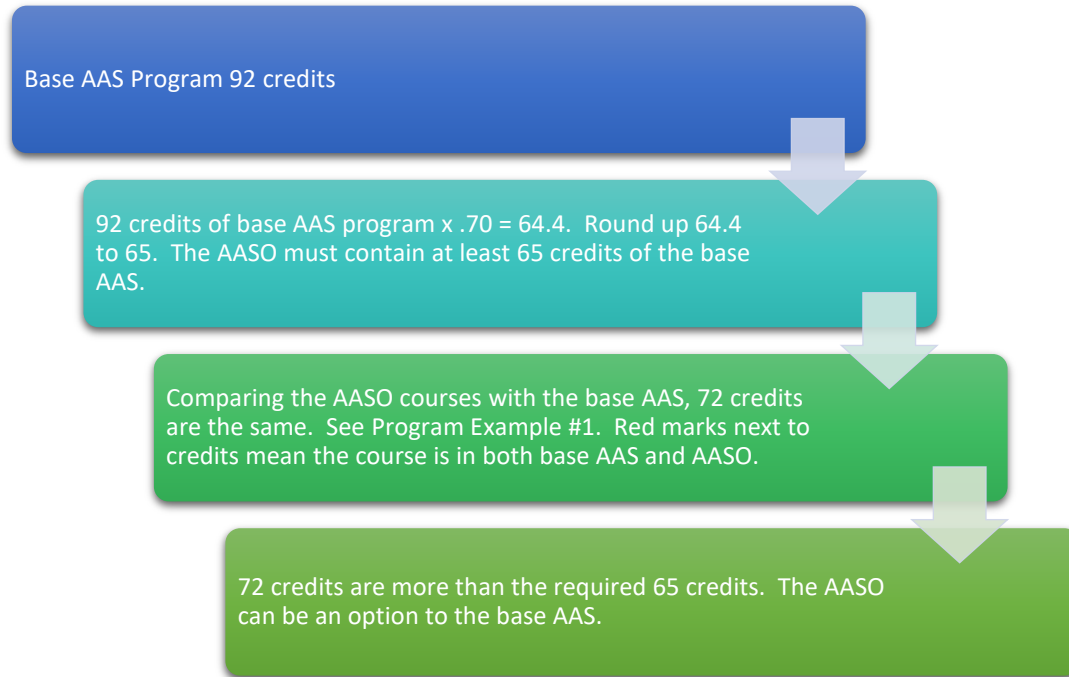 Base AAS Program 92 credits
92 credits of base AAS program x .70 = 64.4.  Round up 64.4
to 65.  The AASO must contain at least 65 credits of the base
AAS.
Comparing the AASO courses with the base AAS, 72 credits
are the same.  See Program Example #1.  Red marks next to
credits mean the course is in both base AAS and AASO.
72 credits are more than the required 65 credits.  The AASO
can be an option to the base AAS.